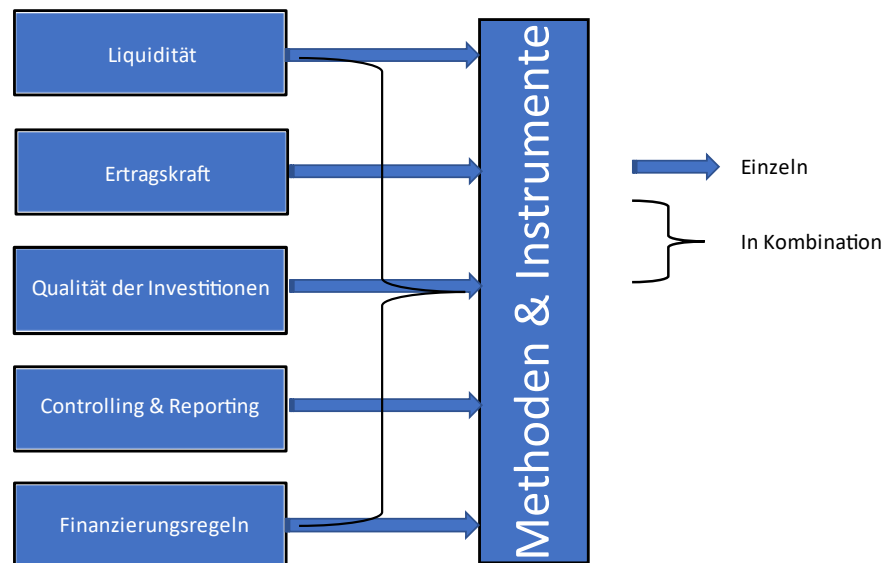 Liquidität
Ertragskraft
Qualität der Investitionen
Controlling & Reporting
Finanzierungsregeln
Methoden & Instrumente
Einzeln
In Kombination